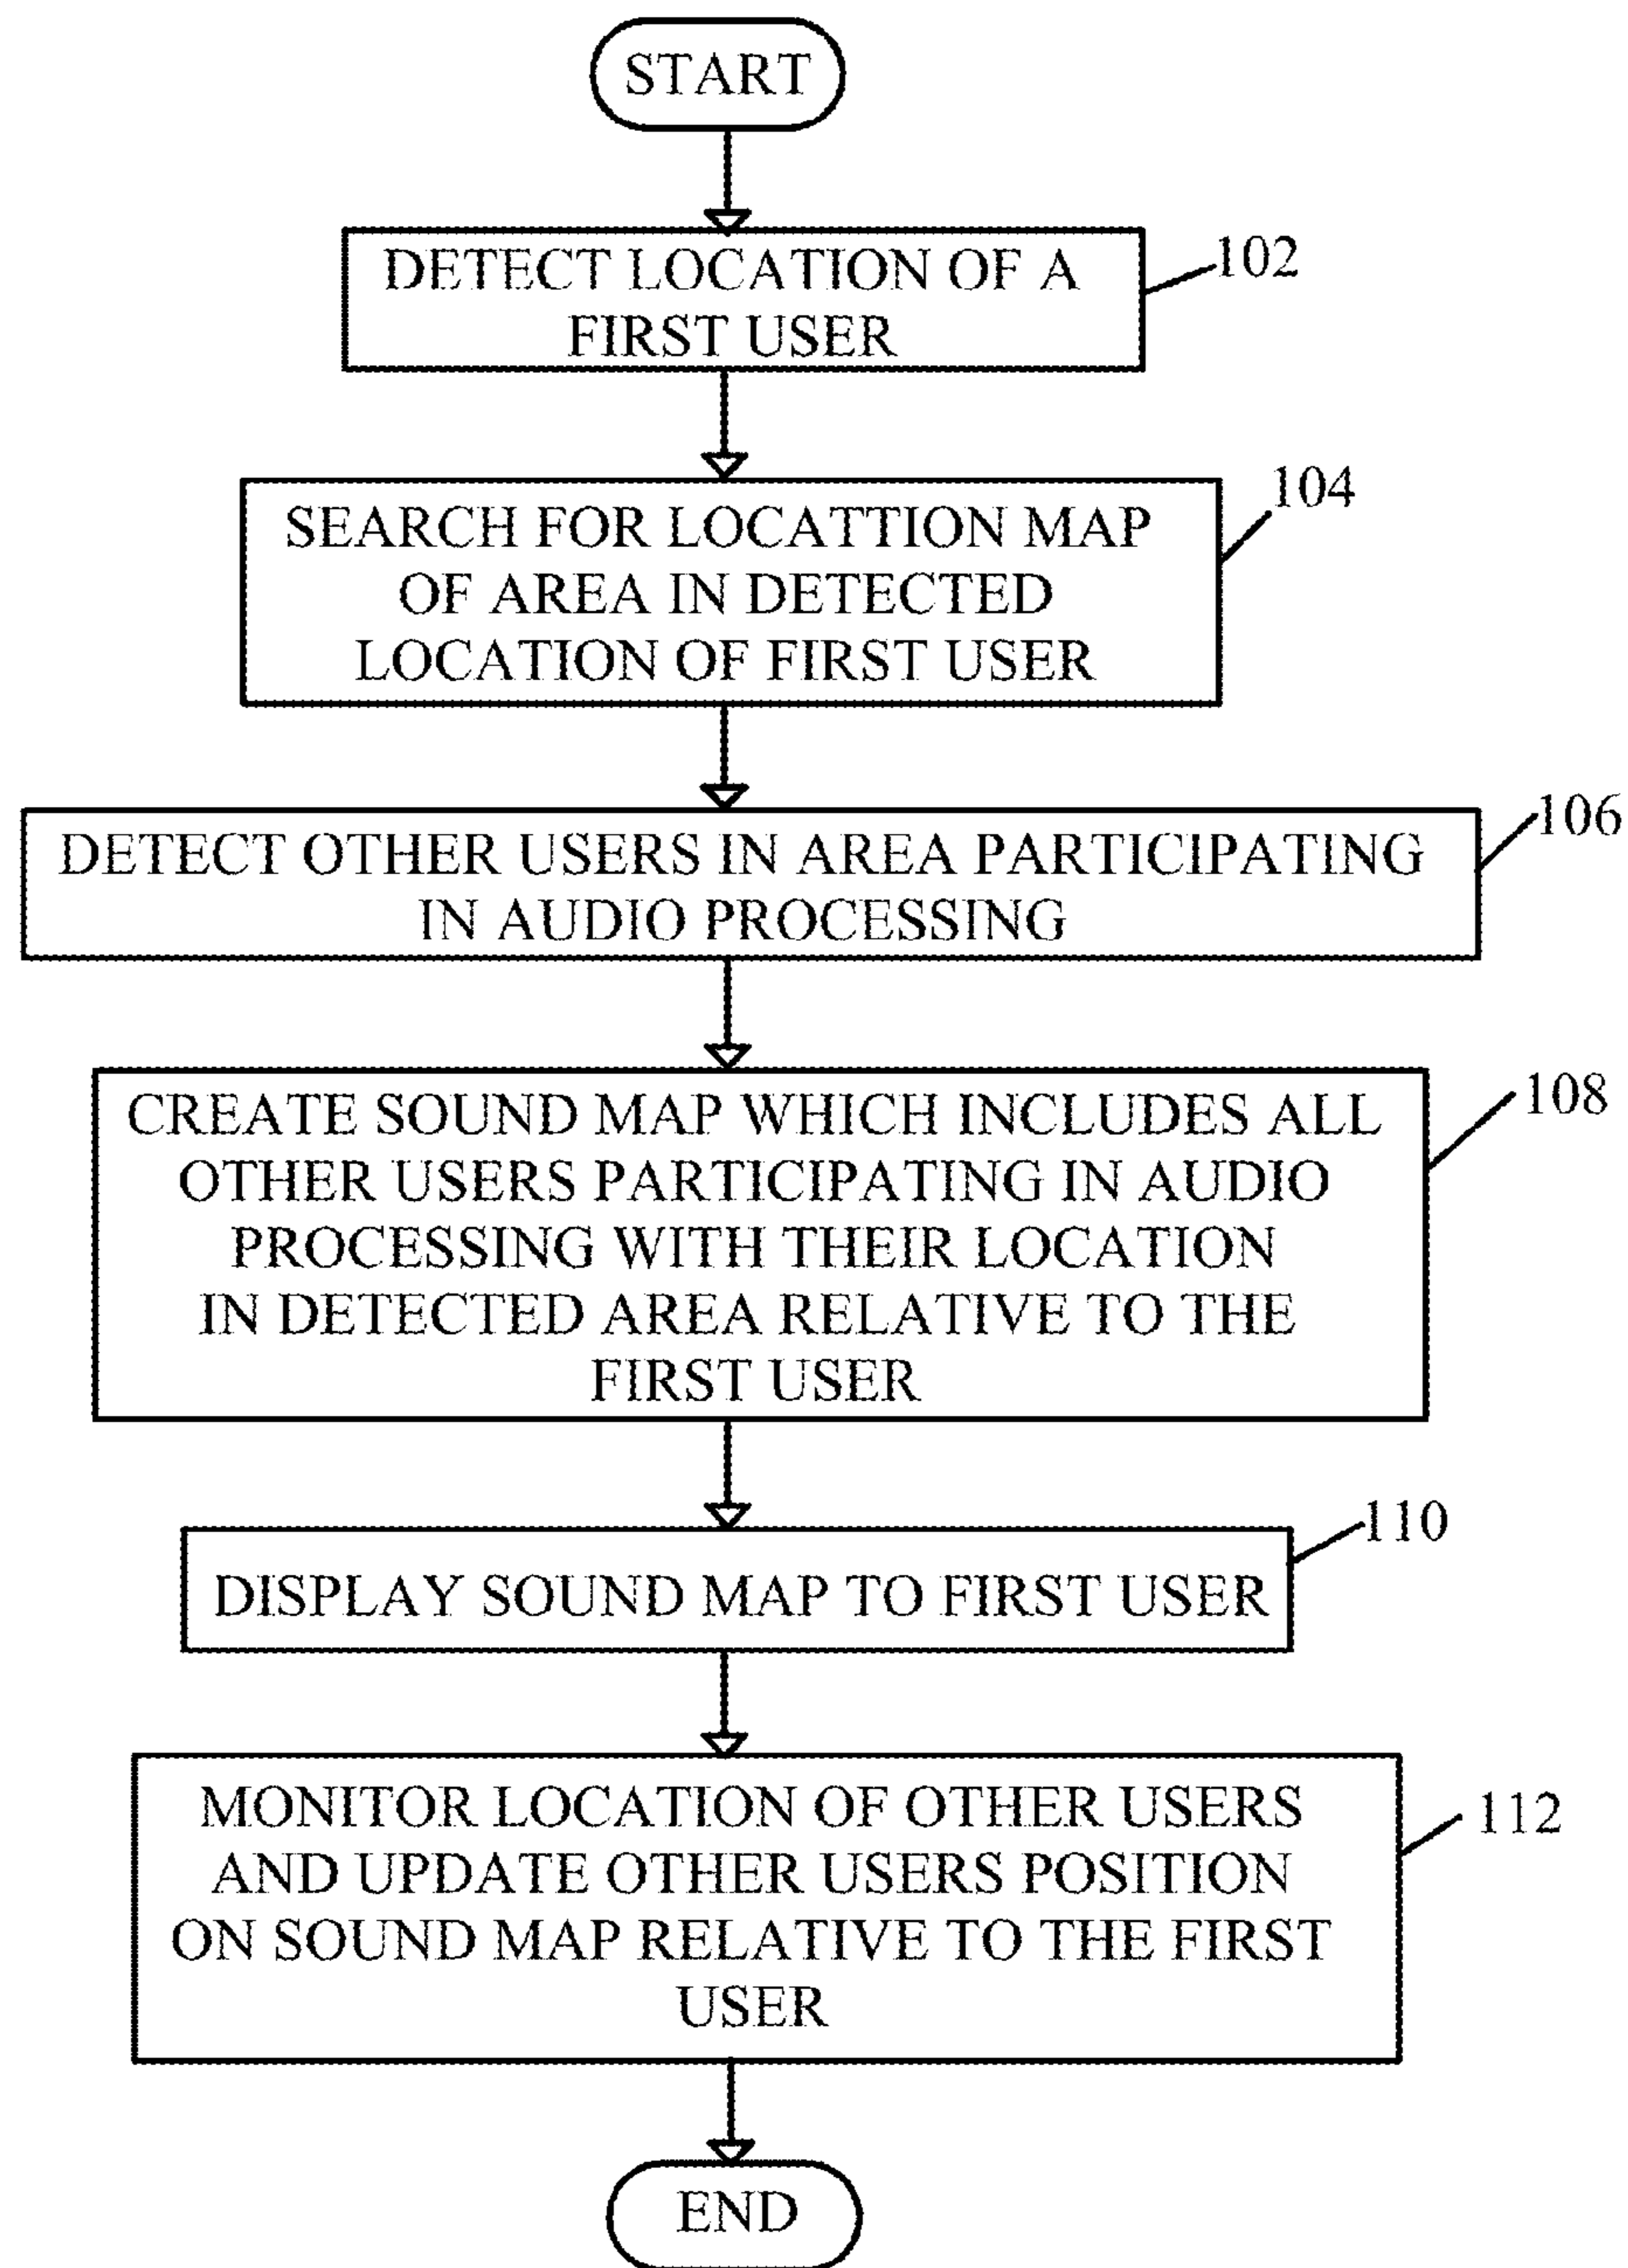 START
DETECT LOCATION OF A
FIRST USER
102
SEARCH FOR LOCATTION MAP
OF AREA IN DETECTED
LOCATION OF FIRST USER
104
DETECT OTHER USERS IN AREA PARTICIPATING
IN AUDIO PROCESSING
106
CREATE SOUND MAP WHICH INCLUDES ALL
OTHER USERS PARTICIPATING IN AUDIO
PROCESSING WITH THEIR LOCATION
IN DETECTED AREA RELATIVE TO THE
FIRST USER
108
DISPLAY SOUND MAP TO FIRST USER
110
MONITOR LOCATION OF OTHER USERS
AND UPDATE OTHER USERS POSITION
ON SOUND MAP RELATIVE TO THE FIRST
USER
112
END